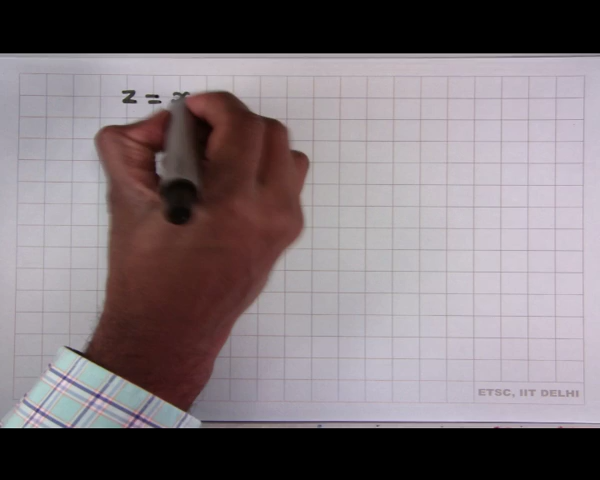 z = x
ETSC, IIT DELHI